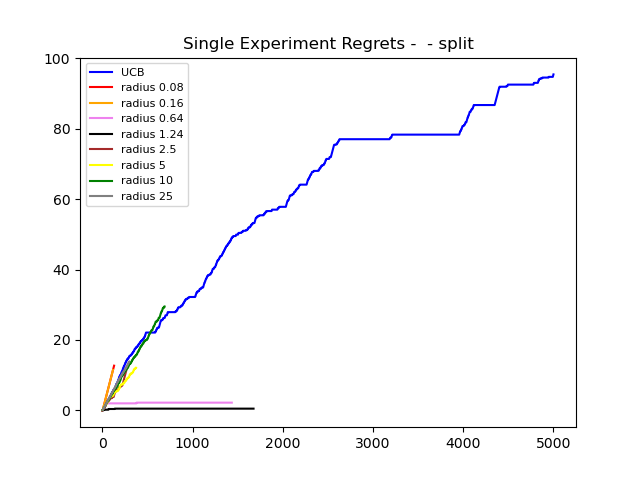 Single Experiment Regrets -  - split
100
80
60
40
20
0
UCB
radius 0.08
radius 0.16
radius 0.64
radius 1.24
radius 2.5
radius 5
radius 10
radius 25
0 1000 2000 3000 4000 5000